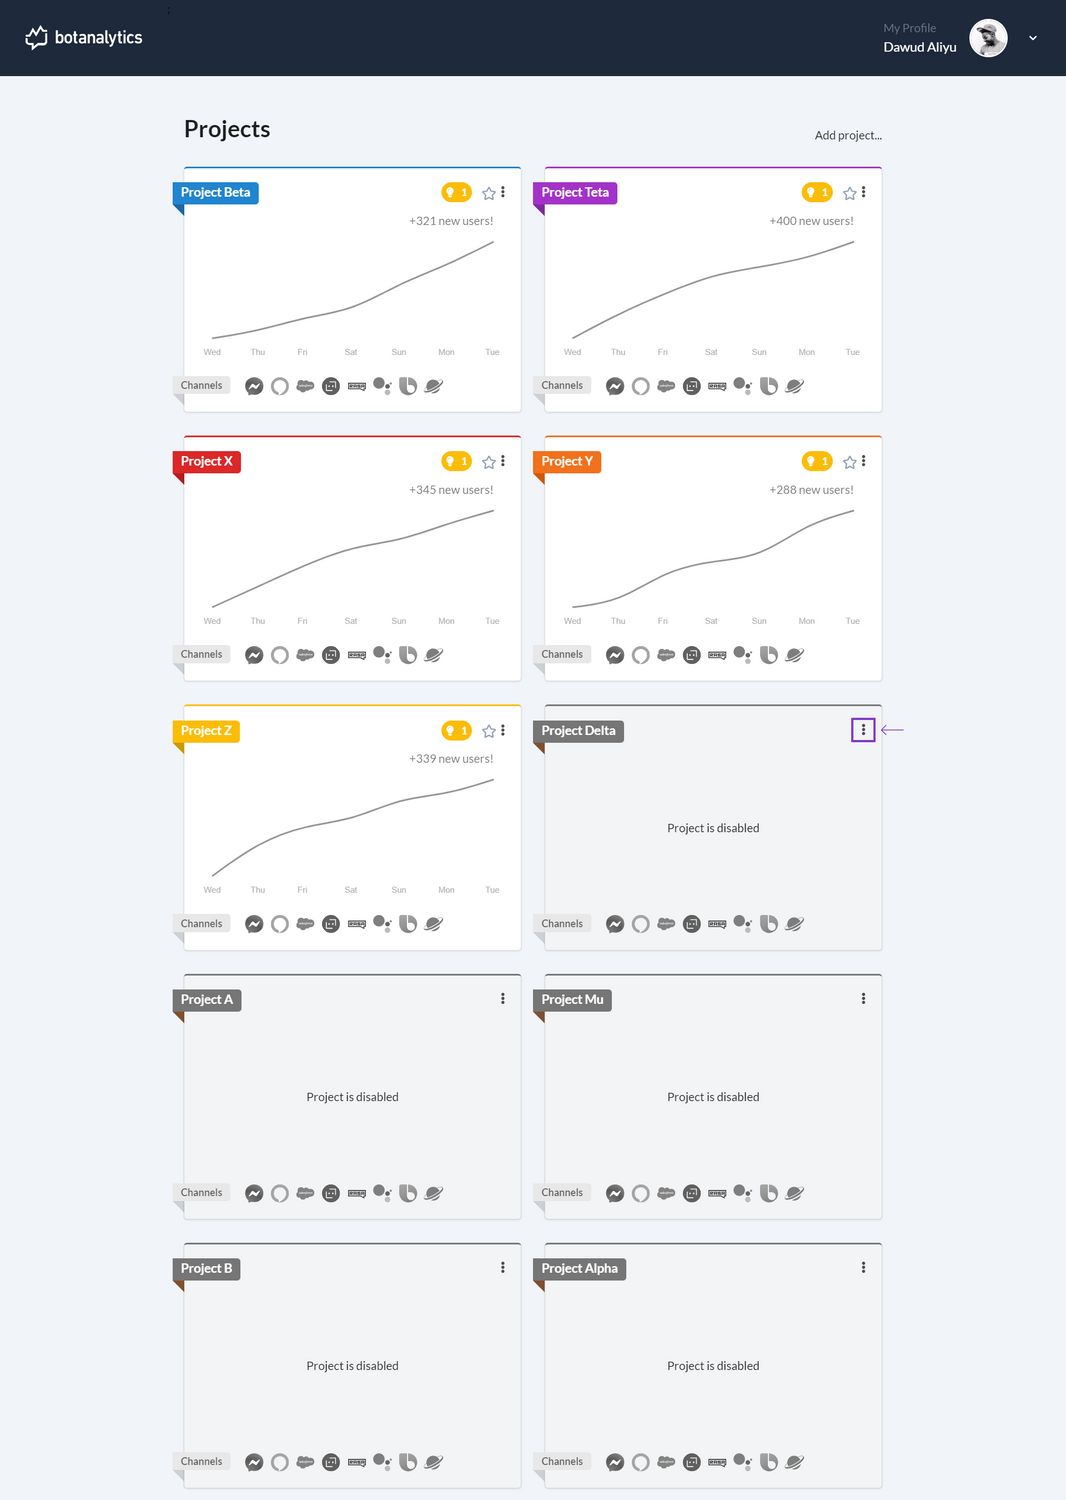 botanalytics
My Profile
Dawud Aliyu
Projects
Add project...
Project Beta
1
+321 new users!
Wed Thu Fri Sat Sun Mon Tue
Channels
Project Teta
1
+400 new users!
Wed Thu Fri Sat Sun Mon Tue
Channels
Project X
1
+345 new users!
Wed Thu Fri Sat Sun Mon Tue
Channels
Project Y
1
+288 new users!
Wed Thu Fri Sat Sun Mon Tue
Channels
Project Z
1
+339 new users!
Wed Thu Fri Sat Sun Mon Tue
Channels
Project Delta
Project is disabled
Channels
Project A
Project is disabled
Channels
Project Mu
Project is disabled
Channels
Project B
Project is disabled
Channels
Project Alpha
Project is disabled
Channels